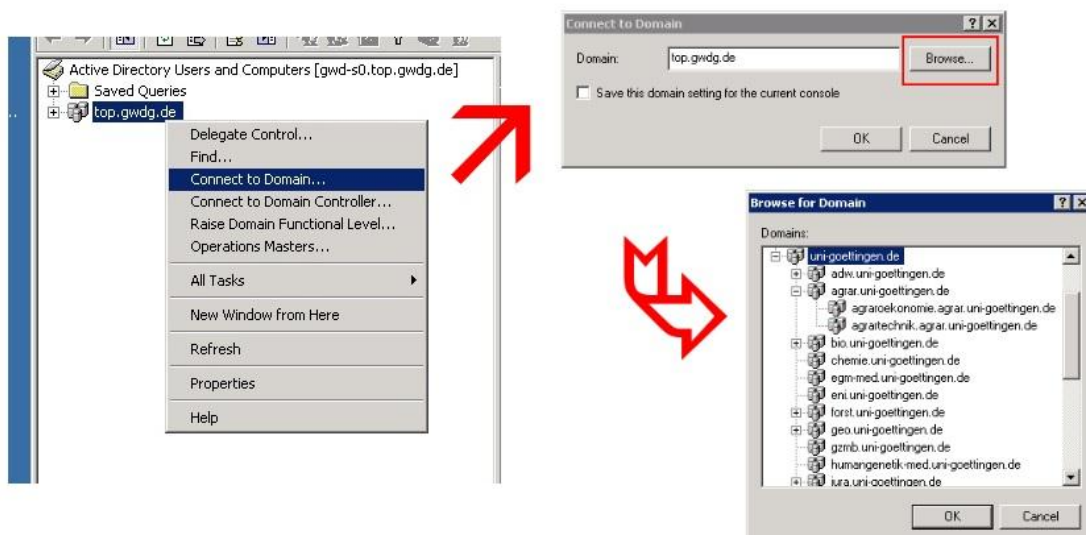 Active Directory Users and Computers [gwd-s0.top.gwdg.de]
Saved Queries
top.gwdg.de
Delegate Control...
Find...
Connect to Domain...
Connect to Domain Controller...
Raise Domain Functional Level...
Operations Masters...
All Tasks
New Window from Here
Refresh
Properties
Help
Connect to Domain
Domain:
top.gwdg.de
Browse...
Save this domain setting for the current console
OK
Cancel
Browse for Domain
Domains:
uni-goettingen.de
adw.uni-goettingen.de
agrar.uni-goettingen.de
agraroekonomie.agrar.uni-goettingen.de
agrartechnik.agrar.uni-goettingen.de
bio.uni-goettingen.de
chemie.uni-goettingen.de
egm-med.uni-goettingen.de
eni.uni-goettingen.de
forst.uni-goettingen.de
geo.uni-goettingen.de
gzmb.uni-goettingen.de
humangenetik-med.uni-goettingen.de
jura.uni-goettingen.de
OK
Cancel